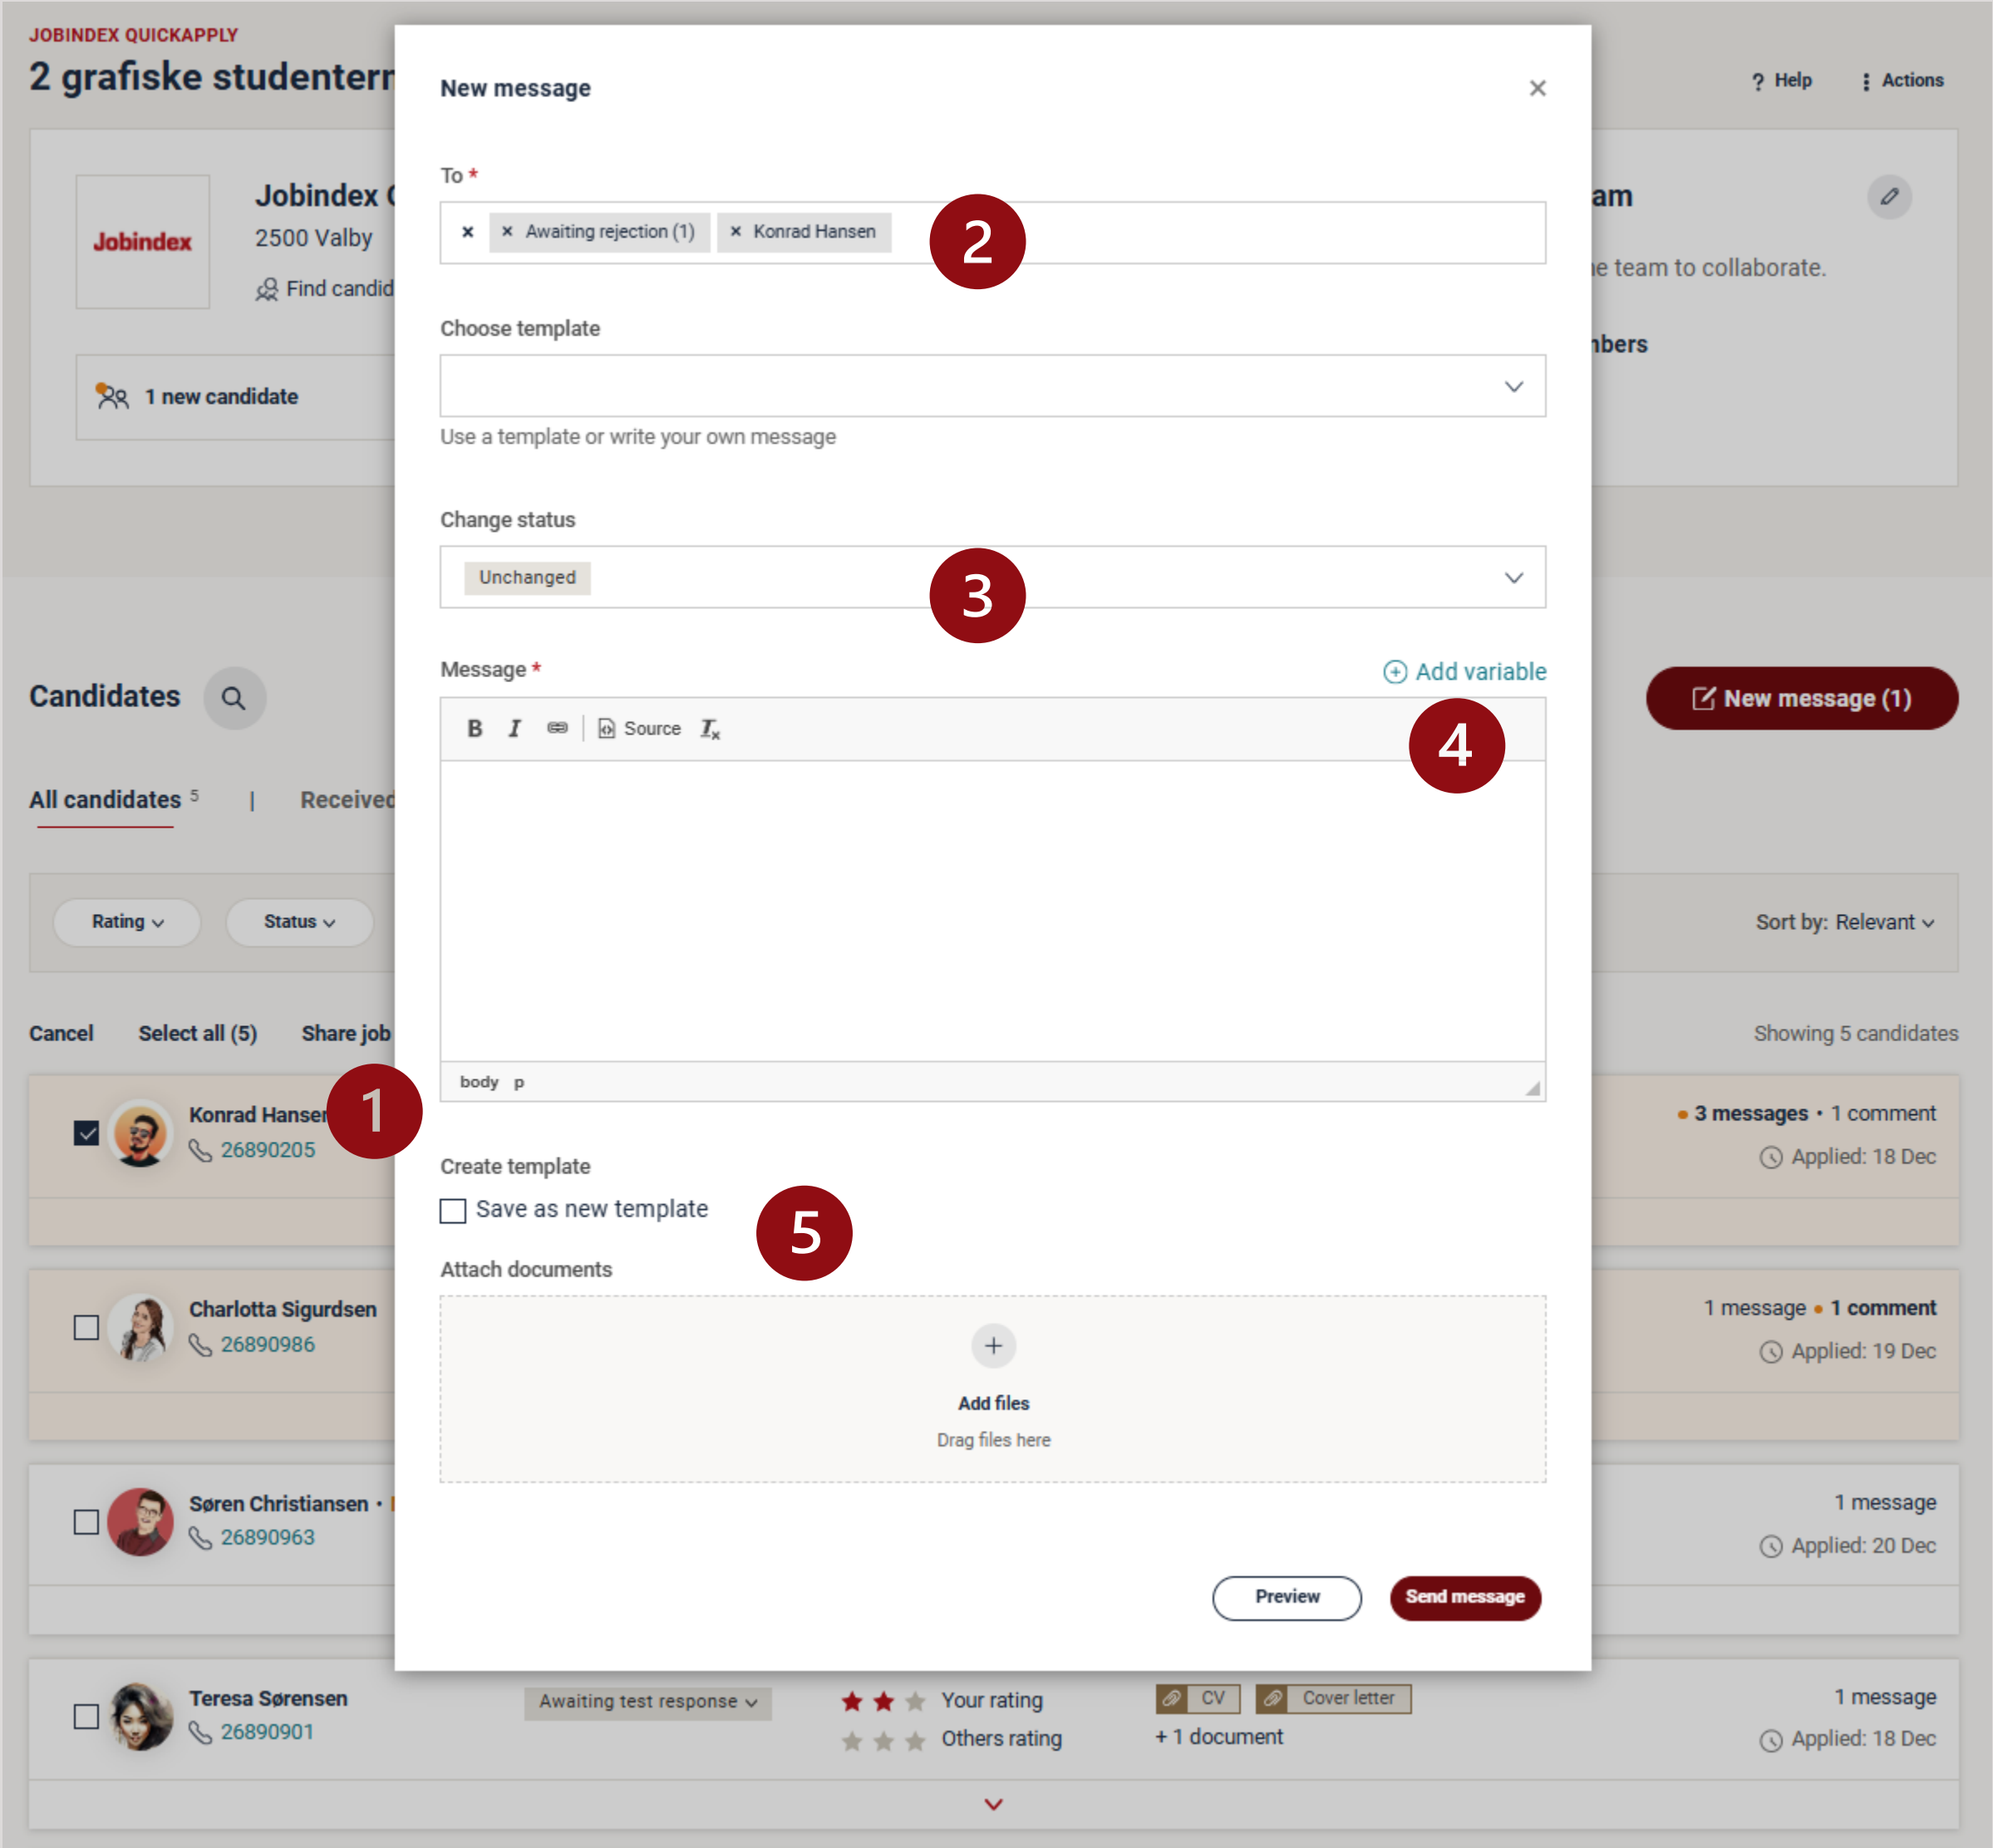 JOBINDEX QUICKAPPLY
2 grafiske
? Help
Actions
New message
To *
Awaiting rejection (1)
Konrad Hansen
2
Jobindex
Jobindex
2500 Valby
Find
team to collaborate.
1 new candidate
Choose template
Use a template or write your own message
Change status
Unchanged
3
Message *
Add variable
B I Source Tx
4
body p
Candidates
New message (1)
All candidates 5 | Received
Rating
Status
Sort by: Relevant
Cancel Select all (5) Share job
Showing 5 candidates
1
Konrad Hansen
26890205
3 messages • 1 comment
Applied: 18 Dec
Create template
Save as new template
5
Attach documents
Add files
Drag files here
Charlotta Sigurdsen
26890986
1 message • 1 comment
Applied: 19 Dec
Søren Christiansen •
26890963
1 message
Applied: 20 Dec
Preview
Send message
Teresa Sørensen
26890901
Awaiting test response
Your rating
Others rating
CV
Cover letter
+ 1 document
1 message
Applied: 18 Dec